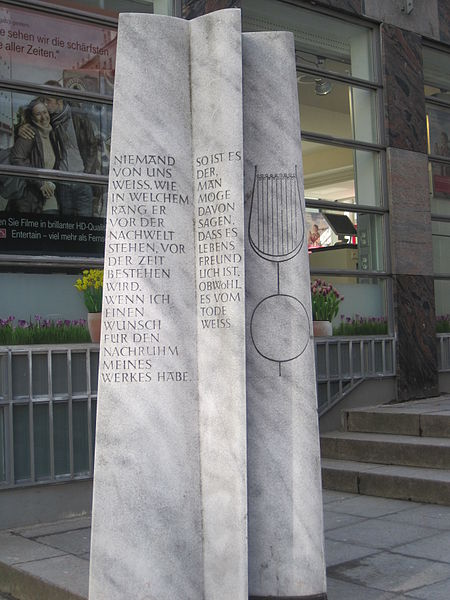 sehen wir die schärfsten
aller Zeiten."
NIEMAND
VON UNS
WEISS, WIE
IN WELCHEM
RANG ER
VOR DER
NACHWELT
STEHEN, VOR
DER ZEIT
BESTEHEN
WIRD.
WENN ICH
EINEN
WUNSCH
FÜR DEN
NACHRUHM
MEINES
WERKES HABE...
SO IST ES
DER,
MAN
MÖGE
DAVON
SAGEN,
DASS ES
LEBENS
FREUND
LICH IST,
OBWOHL
ES VOM
TODE
WEISS.
Sie Filme in brillanter HD-Qualität
Entertain - viel mehr als Ferns